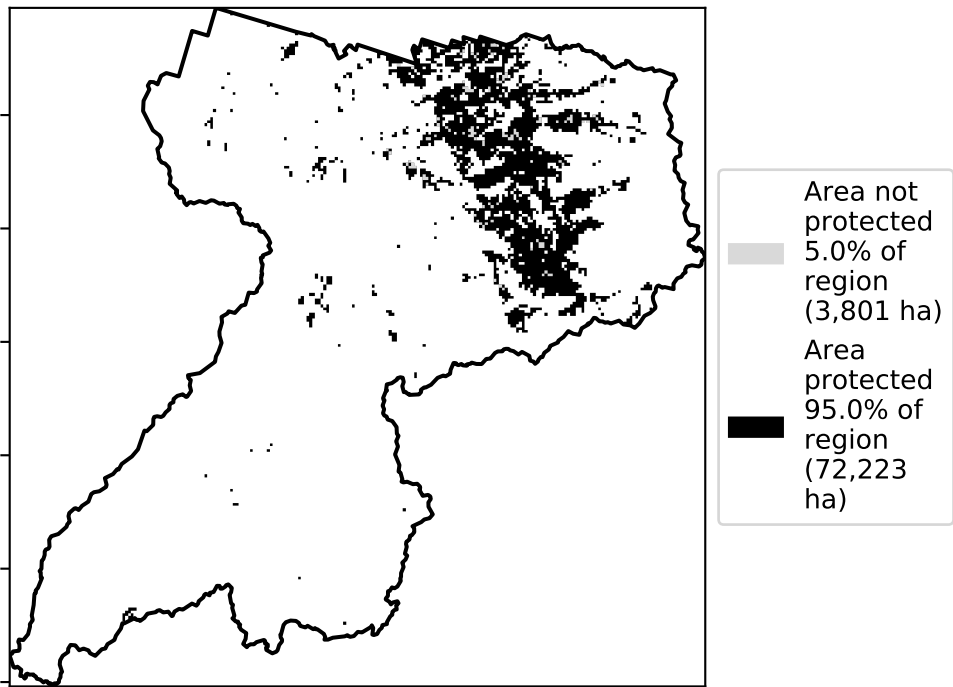 Area not
protected
5.0% of
region
(3,801 ha)
Area
protected
95.0% of
region
(72,223
ha)